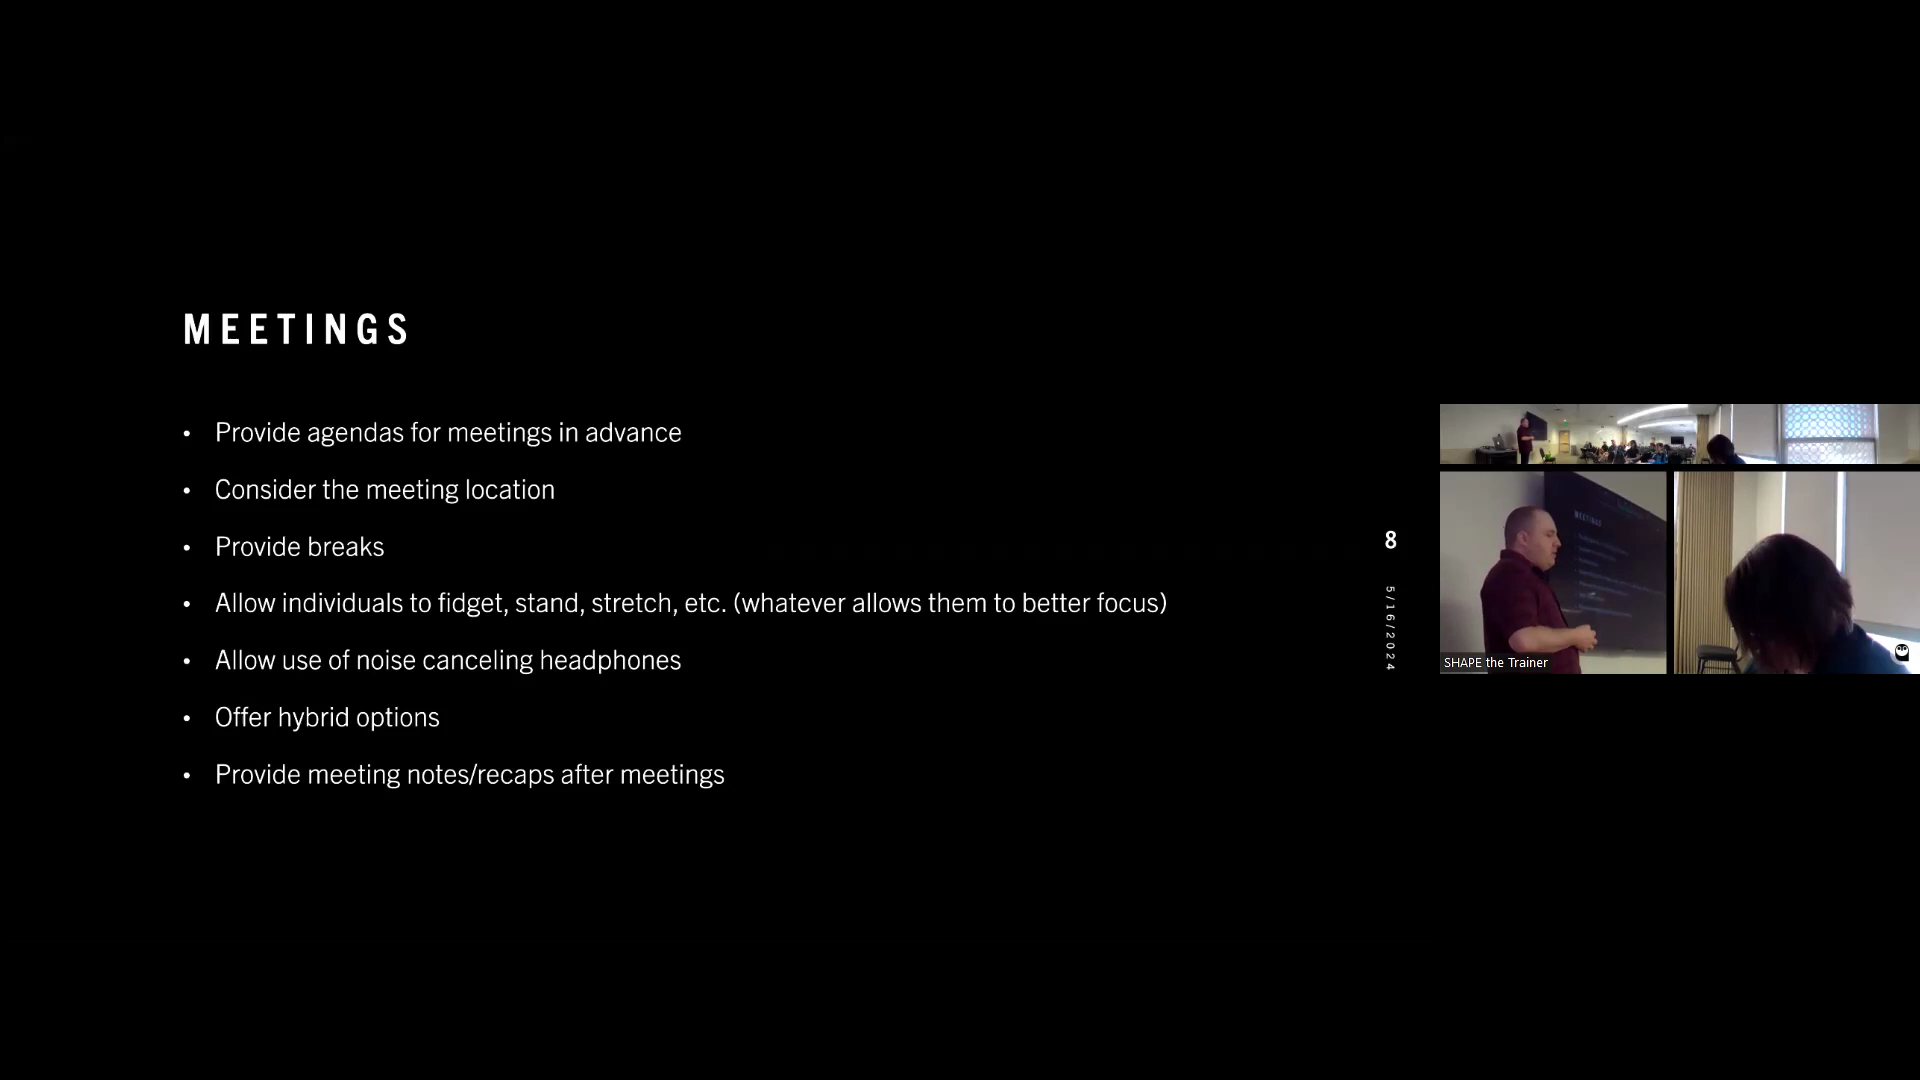 MEETINGS
• Provide agendas for meetings in advance
• Consider the meeting location
• Provide breaks
• Allow individuals to fidget, stand, stretch, etc. (whatever allows them to better focus)
• Allow use of noise canceling headphones
• Offer hybrid options
• Provide meeting notes/recaps after meetings
8
5/16/2024
MEETINGS
SHAPE the Trainer